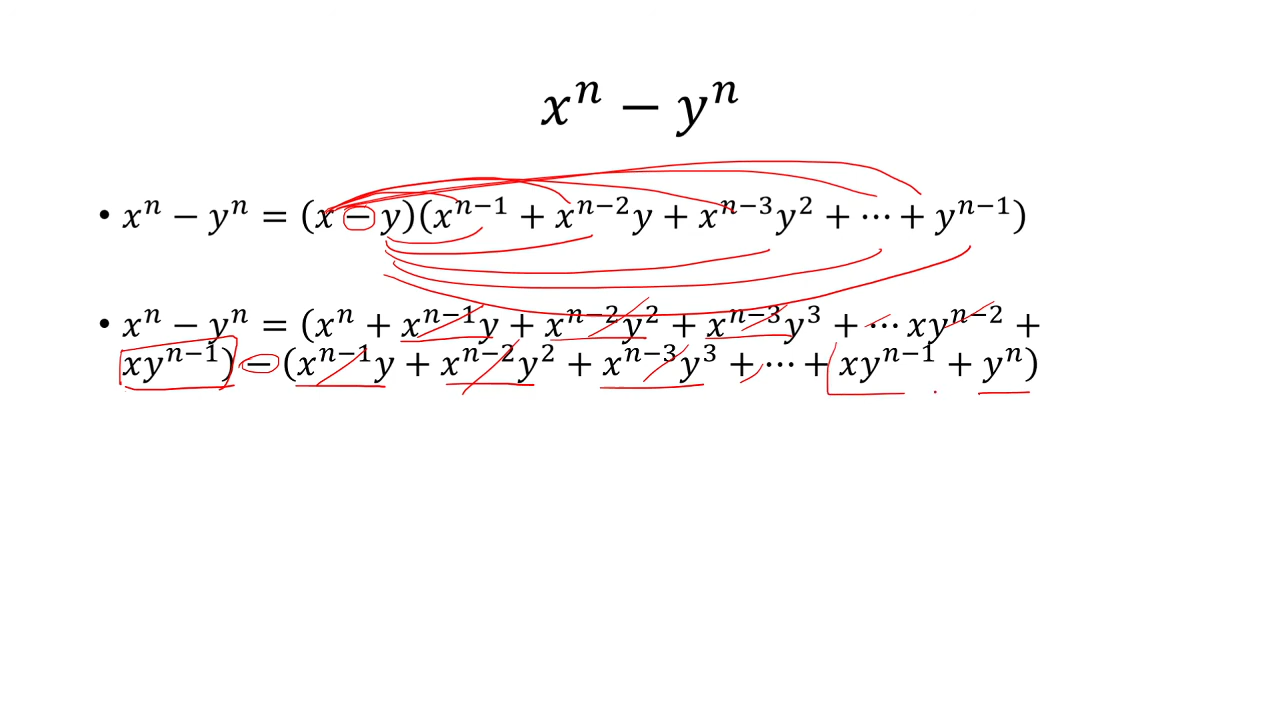 xⁿ − yⁿ
• xⁿ − yⁿ = (x − y)(xⁿ⁻¹ + xⁿ⁻²y + xⁿ⁻³y² + ⋯ + yⁿ⁻¹)
• xⁿ − yⁿ = (xⁿ + xⁿ⁻¹y + xⁿ⁻²y² + xⁿ⁻³y³ + ⋯ xyⁿ⁻² +
xyⁿ⁻¹) − (xⁿ⁻¹y + xⁿ⁻²y² + xⁿ⁻³y³ + ⋯ + xyⁿ⁻¹ + yⁿ)